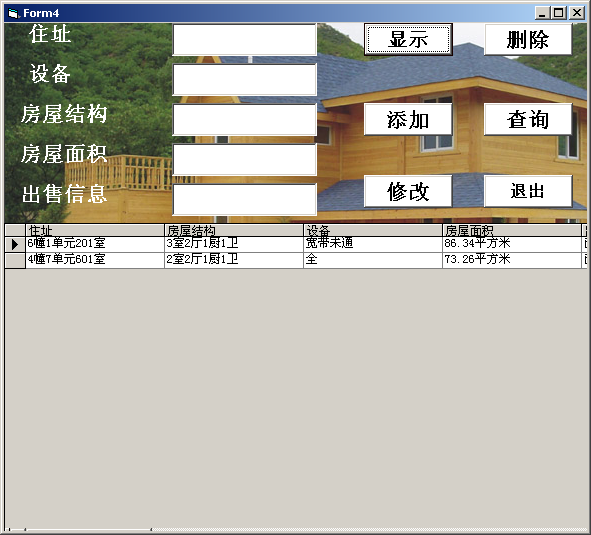 Form4
住址 显示 删除
设备
房屋结构 添加 查询
房屋面积
出售信息 修改 退出
住址 房屋结构 设备 房屋面积
6幢1单元201室 3室2厅1厨1卫 宽带未通 86.34平方米
4幢7单元601室 2室2厅1厨1卫 全 73.26平方米